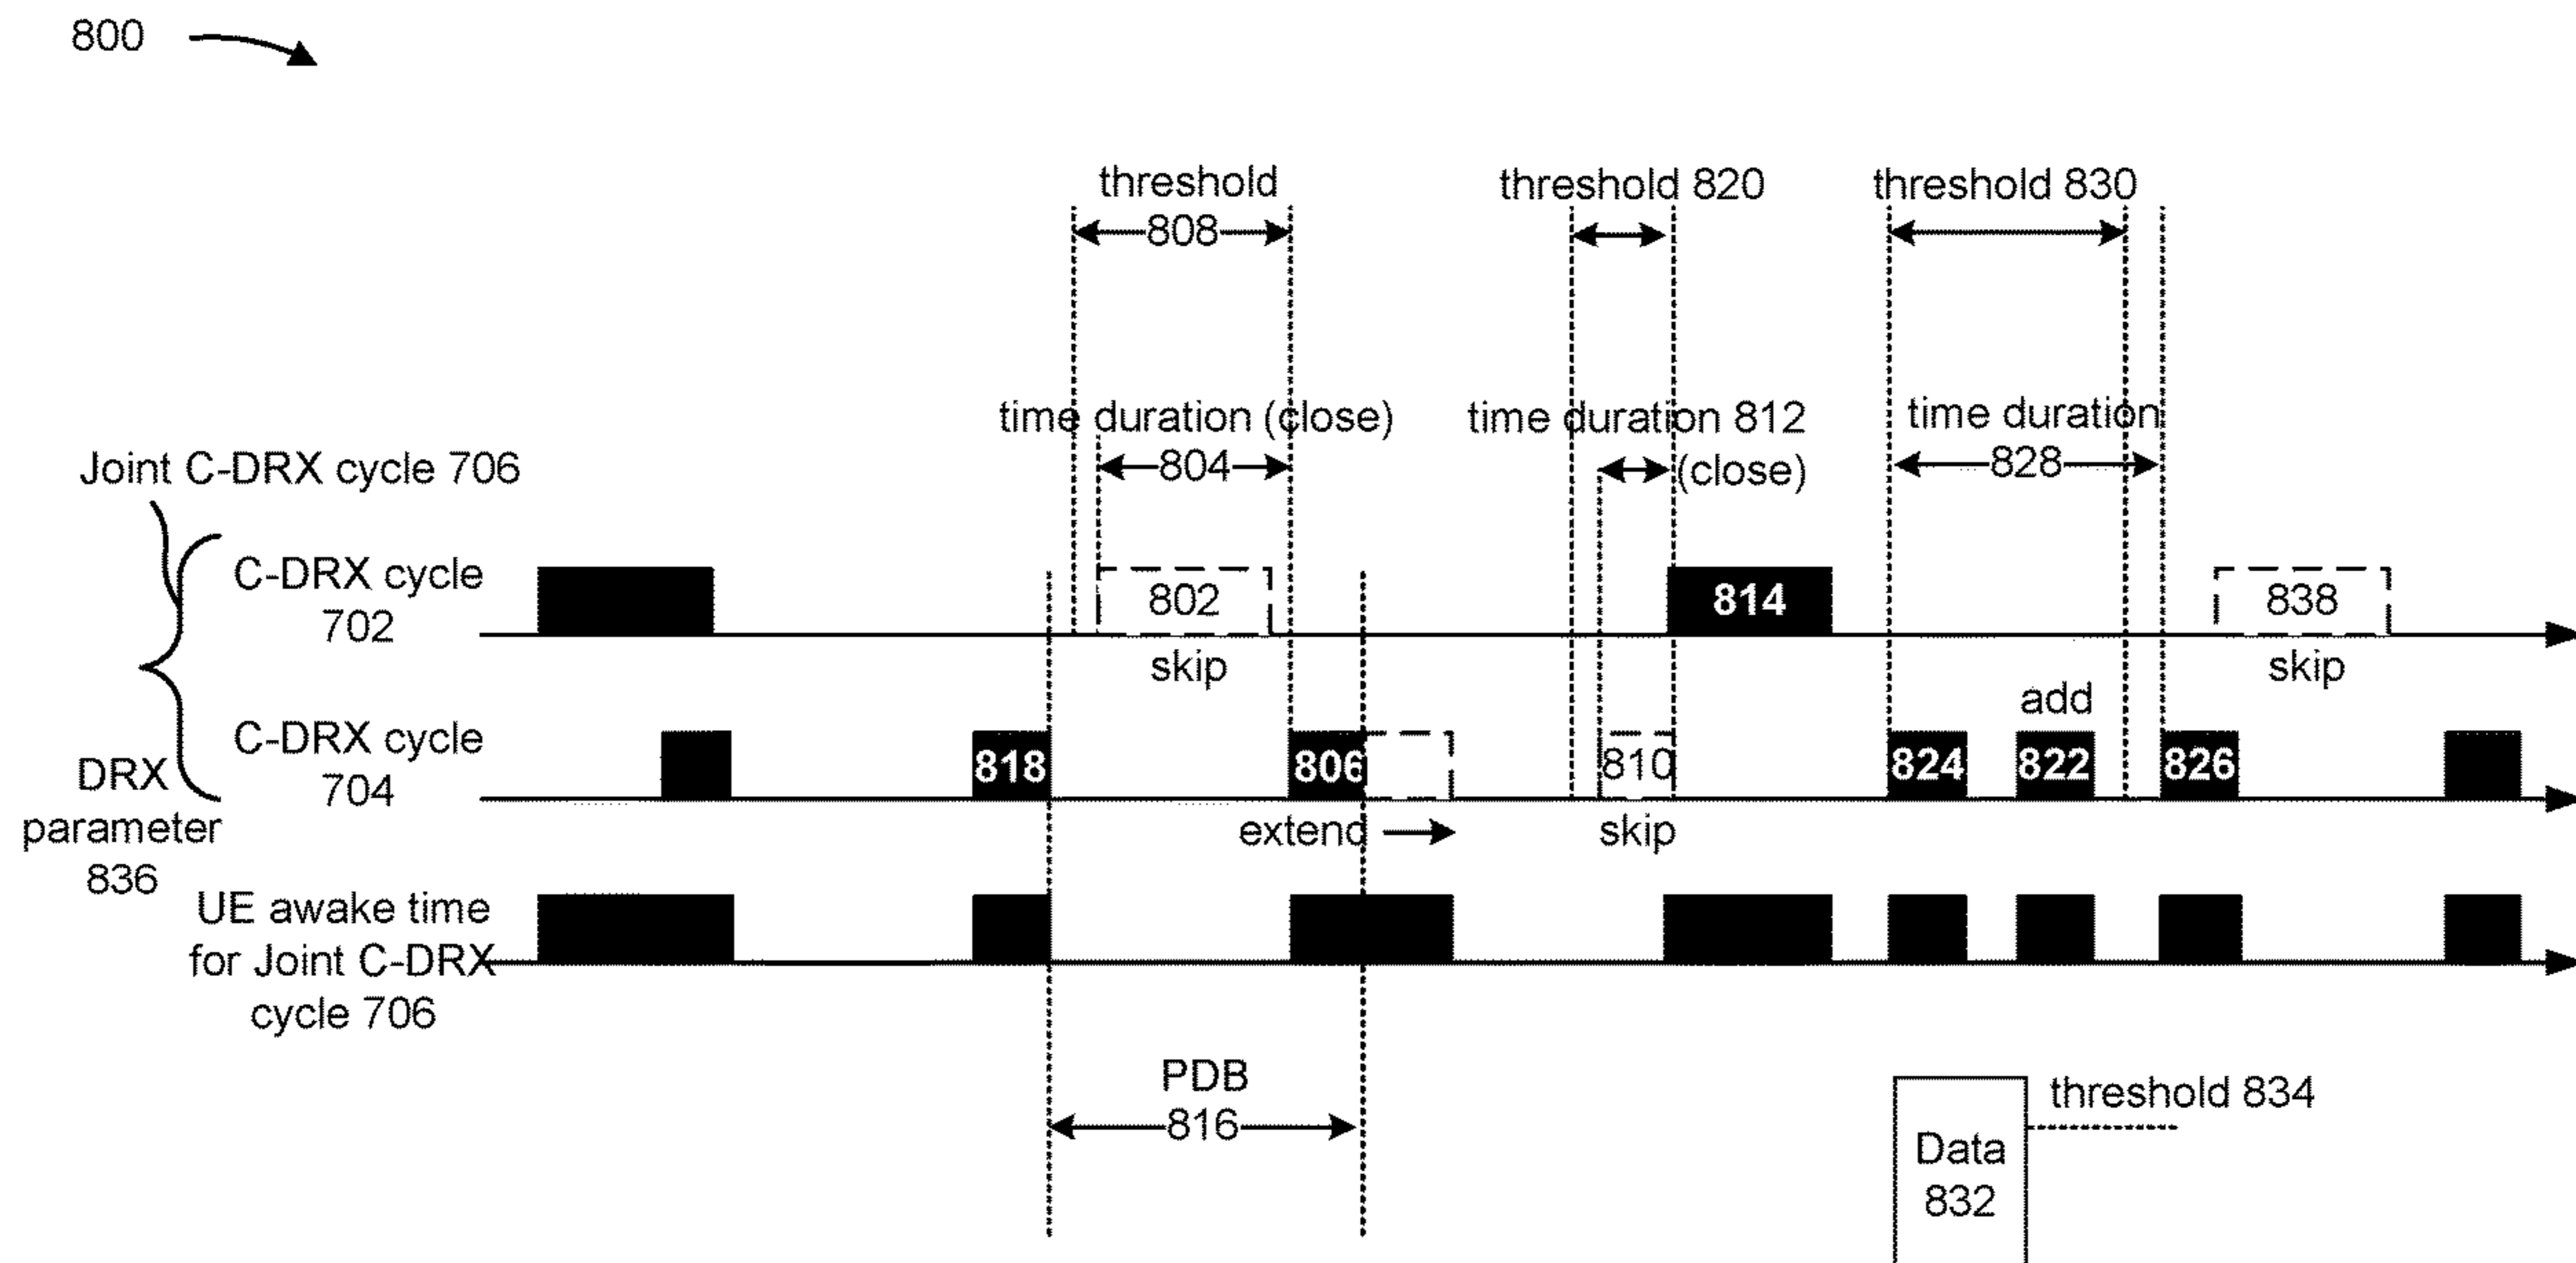 800
threshold
808
threshold 820
threshold 830
time duration (close)
804
time duration 812
(close)
time duration
828
Joint C-DRX cycle 706
C-DRX cycle
702
802
skip
814
838
skip
add
C-DRX cycle
704
818
806
810
824
822
826
extend
skip
DRX
parameter
836
UE awake time
for Joint C-DRX
cycle 706
PDB
816
threshold 834
Data
832